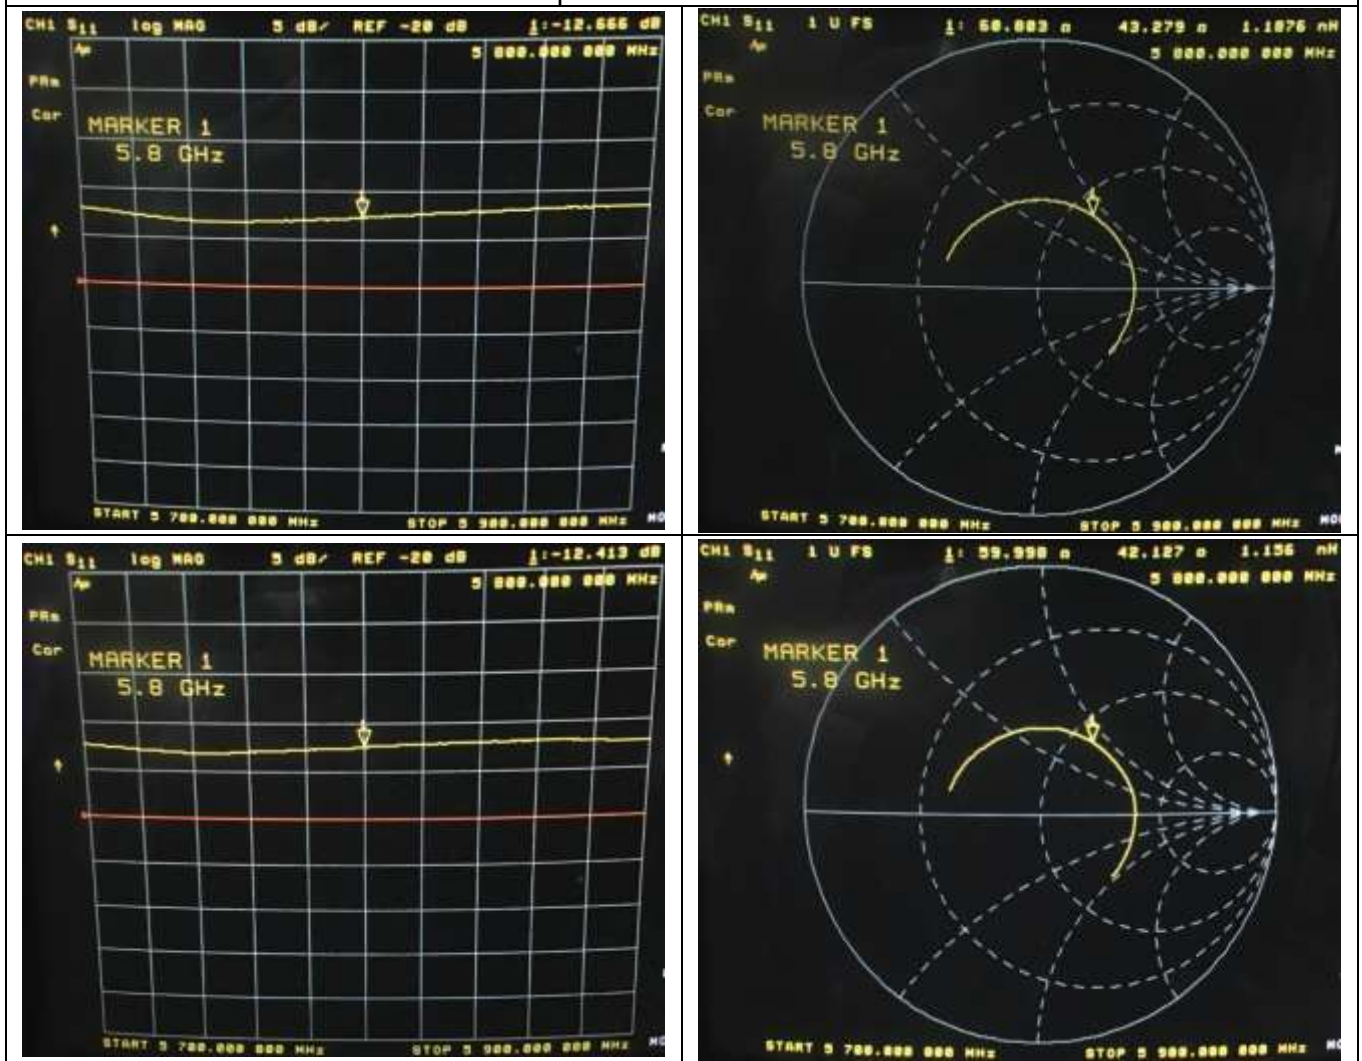 CH1 S11 log MAG 5 dB/ REF -20 dB 1:-12.666 dB
5 800.000 000 MHz
PRm
Cor
MARKER 1
5.8 GHz
START 5 700.000 000 MHz STOP 5 900.000 000 MHz
CH1 S11 1 U FS 1: 60.803 Ω 43.279 Ω 1.1876 nH
5 800.000 000 MHz
PRm
Cor
MARKER 1
5.8 GHz
START 5 700.000 000 MHz STOP 5 900.000 000 MHz
CH1 S11 log MAG 5 dB/ REF -20 dB 1:-12.413 dB
5 800.000 000 MHz
PRm
Cor
MARKER 1
5.8 GHz
START 5 700.000 000 MHz STOP 5 900.000 000 MHz
CH1 S11 1 U FS 1: 59.998 Ω 42.127 Ω 1.156 nH
5 800.000 000 MHz
PRm
Cor
MARKER 1
5.8 GHz
START 5 700.000 000 MHz STOP 5 900.000 000 MHz